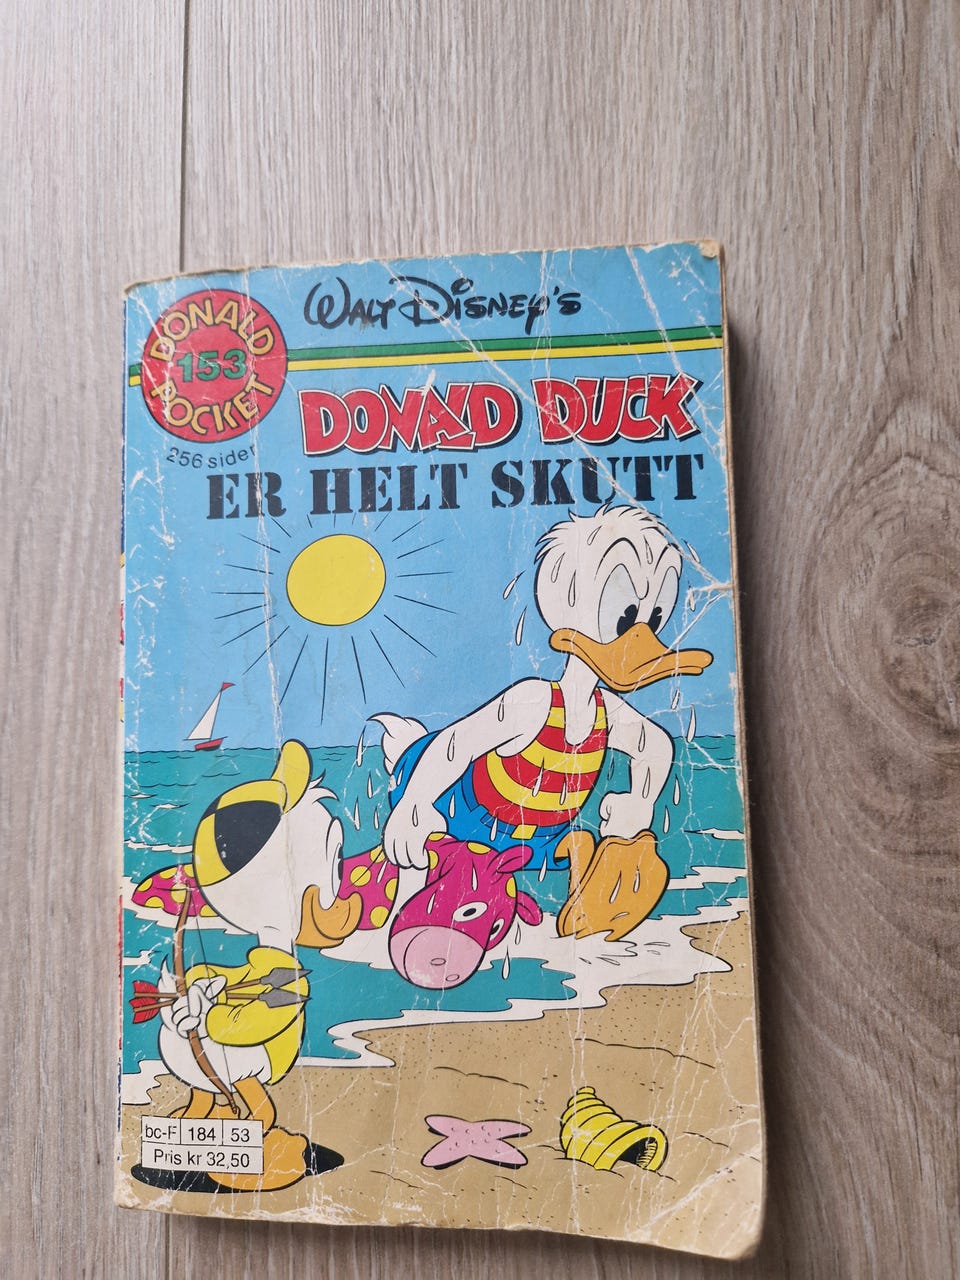 WALT DISNEY'S
DONALD
153
POCKET
256 sider
DONALD DUCK
ER HELT SKUTT
bc-F 184 53
Pris kr 32,50